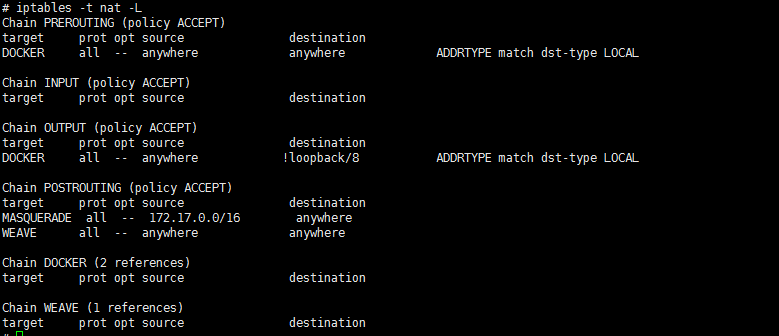 # iptables -t nat -L
Chain PREROUTING (policy ACCEPT)
target     prot opt source               destination
DOCKER     all  --  anywhere             anywhere             ADDRTYPE match dst-type LOCAL

Chain INPUT (policy ACCEPT)
target     prot opt source               destination

Chain OUTPUT (policy ACCEPT)
target     prot opt source               destination
DOCKER     all  --  anywhere            !loopback/8           ADDRTYPE match dst-type LOCAL

Chain POSTROUTING (policy ACCEPT)
target     prot opt source               destination
MASQUERADE  all  --  172.17.0.0/16        anywhere
WEAVE      all  --  anywhere             anywhere

Chain DOCKER (2 references)
target     prot opt source               destination

Chain WEAVE (1 references)
target     prot opt source               destination
#